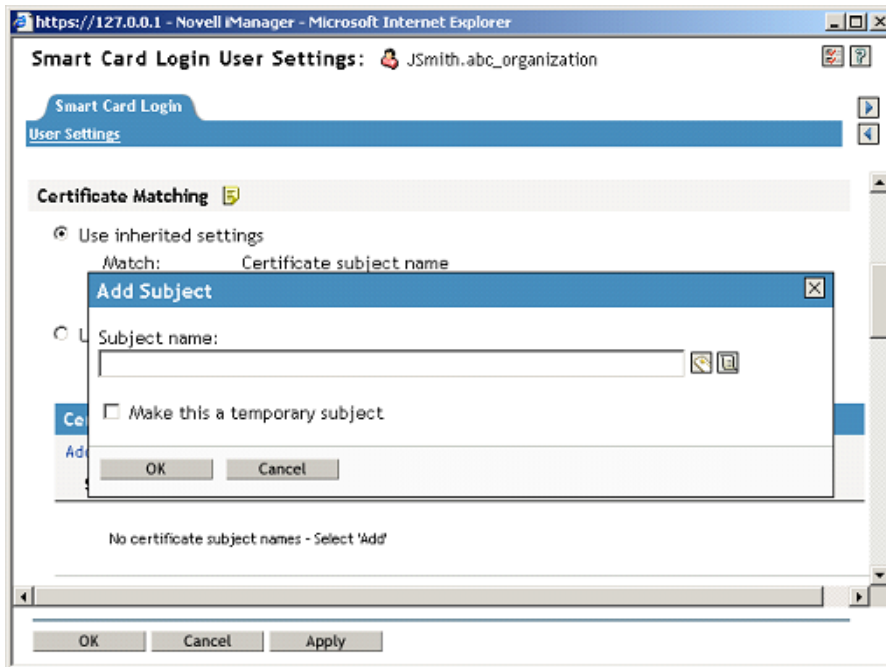 https://127.0.0.1 - Novell iManager - Microsoft Internet Explorer
Smart Card Login User Settings: JSmith.abc_organization
Smart Card Login
User Settings
Certificate Matching
Use inherited settings
Match: Certificate subject name
Add Subject
Subject name:
Make this a temporary subject
OK Cancel
No certificate subject names - Select 'Add'
OK Cancel Apply